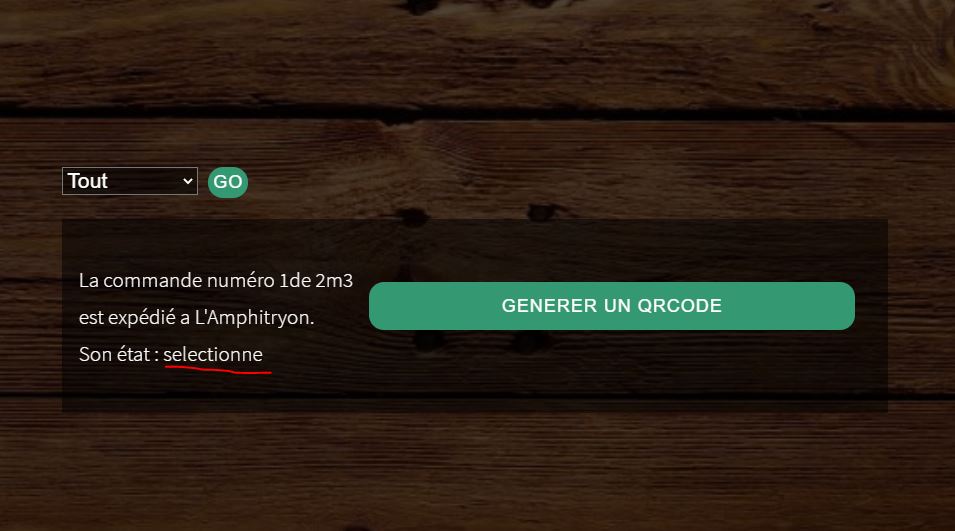 Tout
GO
La commande numéro 1de 2m3
est expédié a L'Amphitryon.
Son état : selectionne
GENERER UN QRCODE